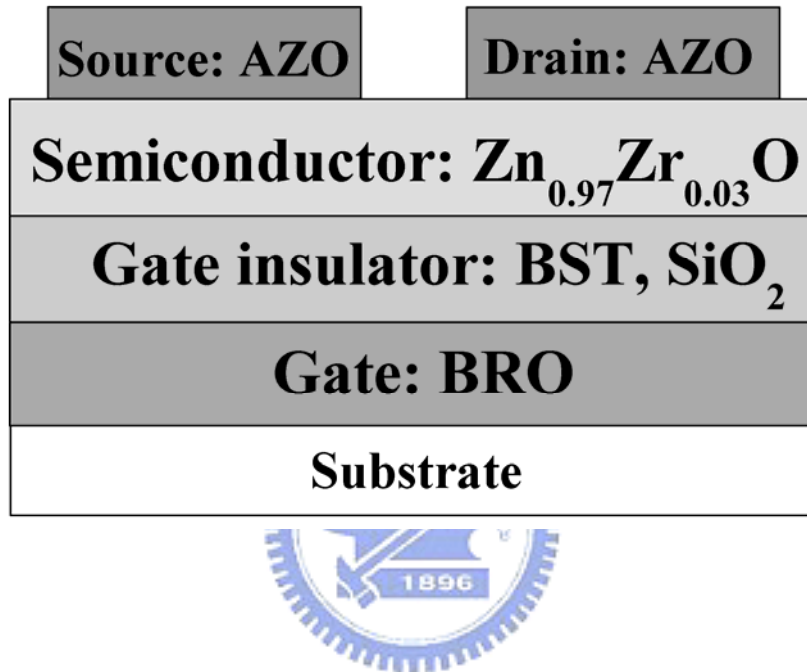 Source: AZO
Drain: AZO
Semiconductor: Zn₀.₉₇Zr₀.₀₃O
Gate insulator: BST, SiO₂
Gate: BRO
Substrate
1896